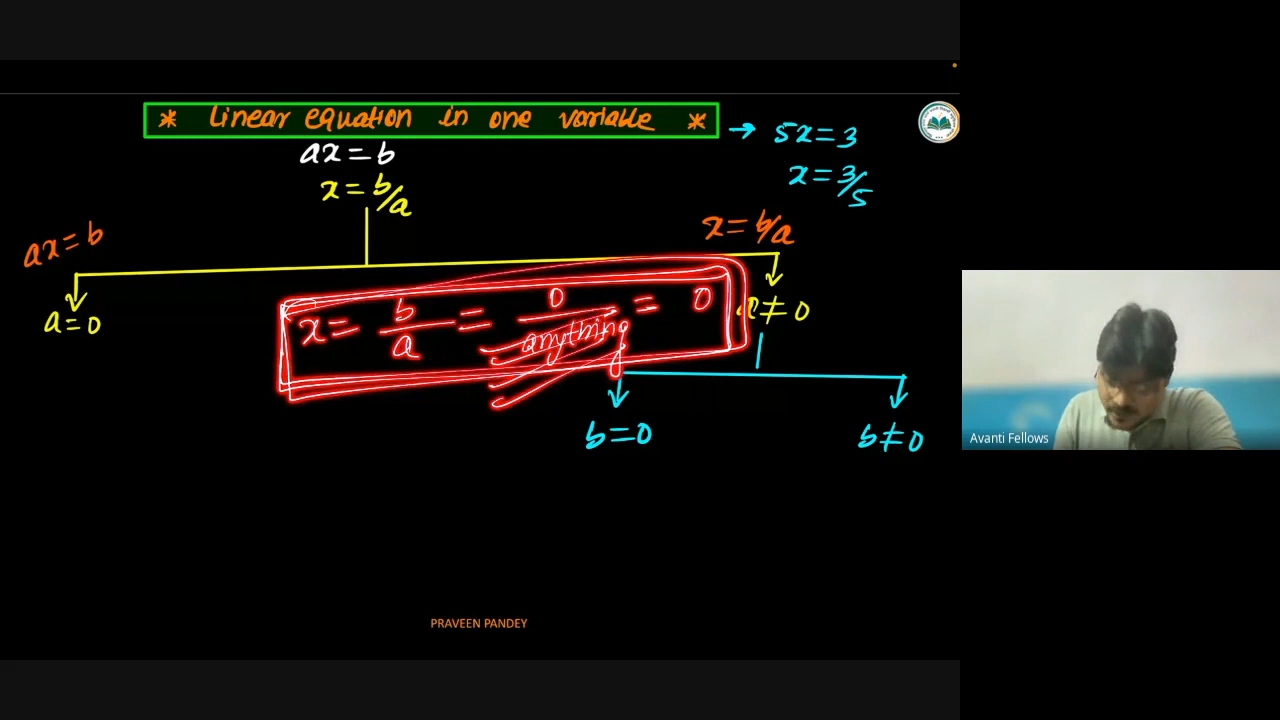 * Linear equation in one variable *
→ 5x = 3
ax = b
x = 3/5
x = b/a
ax = b
x = b/a
a = 0
x = b/a = 0/anything = 0
≠ 0
b = 0
b ≠ 0
Avanti Fellows
PRAVEEN PANDEY